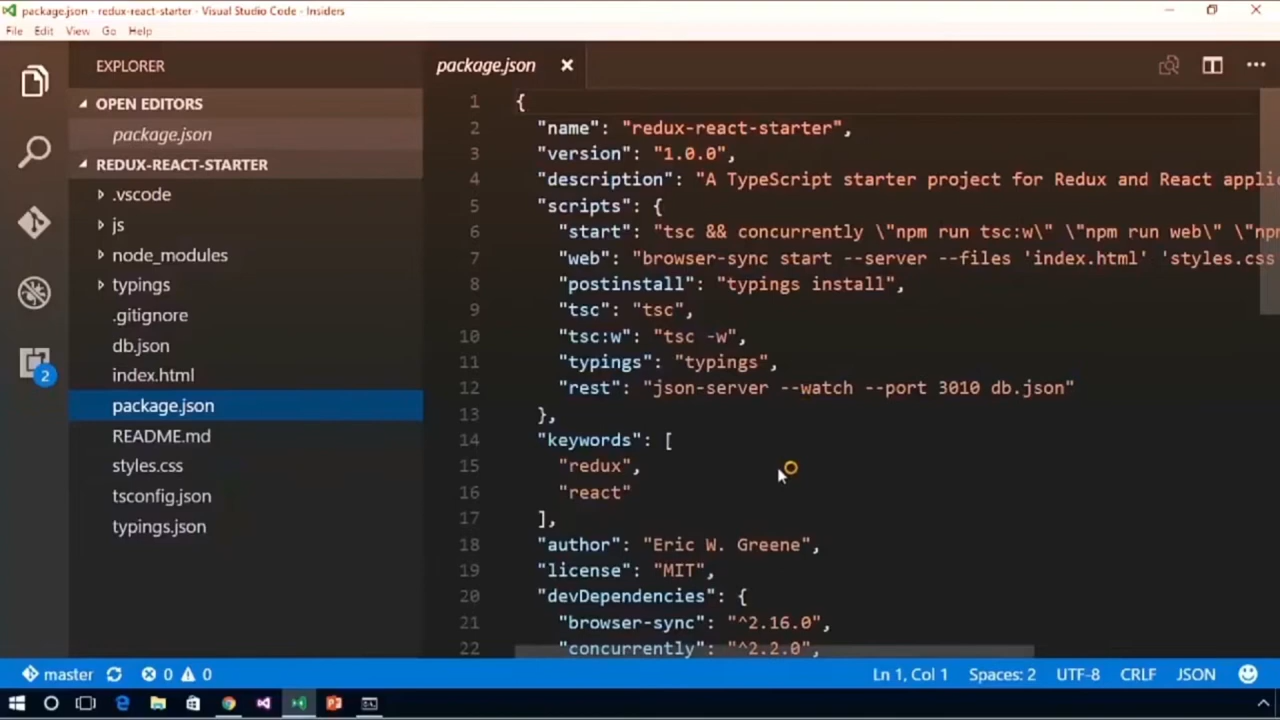 package.json - redux-react-starter - Visual Studio Code - Insiders
File Edit View Go Help
EXPLORER
OPEN EDITORS
package.json
REDUX-REACT-STARTER
.vscode
js
node_modules
typings
.gitignore
db.json
index.html
package.json
README.md
styles.css
tsconfig.json
typings.json
2
package.json
1 {
2 "name": "redux-react-starter",
3 "version": "1.0.0",
4 "description": "A TypeScript starter project for Redux and React appli
5 "scripts": {
6 "start": "tsc && concurrently \"npm run tsc:w\" \"npm run web\" \"np
7 "web": "browser-sync start --server --files 'index.html' 'styles.css
8 "postinstall": "typings install",
9 "tsc": "tsc",
10 "tsc:w": "tsc -w",
11 "typings": "typings",
12 "rest": "json-server --watch --port 3010 db.json"
13 },
14 "keywords": [
15 "redux",
16 "react"
17 ],
18 "author": "Eric W. Greene",
19 "license": "MIT",
20 "devDependencies": {
21 "browser-sync": "^2.16.0",
22 "concurrently": "^2.2.0",
master 0 0 Ln 1, Col 1 Spaces: 2 UTF-8 CRLF JSON